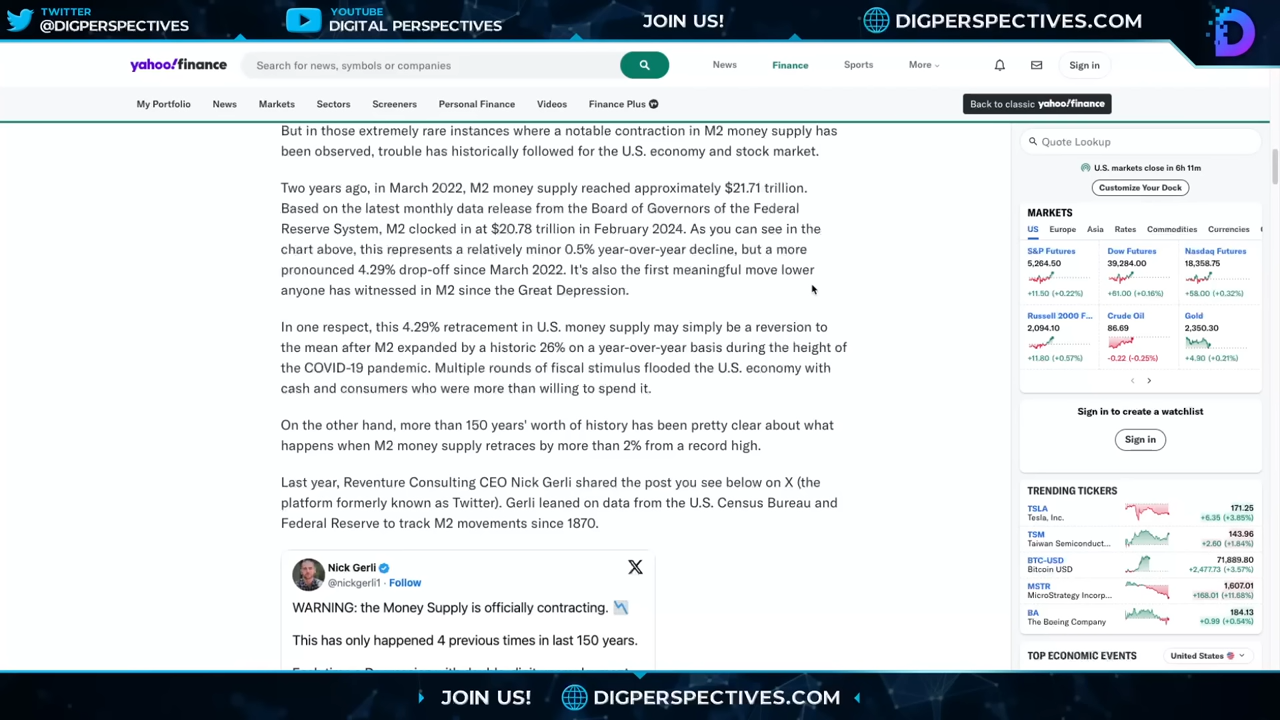 TWITTER
@DIGPERSPECTIVES
YOUTUBE
DIGITAL PERSPECTIVES
JOIN US!
DIGPERSPECTIVES.COM
yahoo!finance
Search for news, symbols or companies
News
Finance
Sports
More
Sign in
My Portfolio
News
Markets
Sectors
Screeners
Personal Finance
Videos
Finance Plus
Back to classic yahoo!finance
But in those extremely rare instances where a notable contraction in M2 money supply has
been observed, trouble has historically followed for the U.S. economy and stock market.
Two years ago, in March 2022, M2 money supply reached approximately $21.71 trillion.
Based on the latest monthly data release from the Board of Governors of the Federal
Reserve System, M2 clocked in at $20.78 trillion in February 2024. As you can see in the
chart above, this represents a relatively minor 0.5% year-over-year decline, but a more
pronounced 4.29% drop-off since March 2022. It's also the first meaningful move lower
anyone has witnessed in M2 since the Great Depression.
In one respect, this 4.29% retracement in U.S. money supply may simply be a reversion to
the mean after M2 expanded by a historic 26% on a year-over-year basis during the height of
the COVID-19 pandemic. Multiple rounds of fiscal stimulus flooded the U.S. economy with
cash and consumers who were more than willing to spend it.
On the other hand, more than 150 years' worth of history has been pretty clear about what
happens when M2 money supply retraces by more than 2% from a record high.
Last year, Reventure Consulting CEO Nick Gerli shared the post you see below on X (the
platform formerly known as Twitter). Gerli leaned on data from the U.S. Census Bureau and
Federal Reserve to track M2 movements since 1870.
Nick Gerli
@nickgerli1 · Follow
WARNING: the Money Supply is officially contracting.
This has only happened 4 previous times in last 150 years.
Quote Lookup
U.S. markets close in 6h 11m
Customize Your Dock
MARKETS
US Europe Asia Rates Commodities Currencies
S&P Futures
5,264.50
+11.50 (+0.22%)
Dow Futures
39,284.00
+61.00 (+0.16%)
Nasdaq Futures
18,358.75
+58.00 (+0.32%)
Russell 2000 F...
2,094.10
+11.80 (+0.57%)
Crude Oil
86.69
-0.22 (-0.25%)
Gold
2,350.30
+4.90 (+0.21%)
Sign in to create a watchlist
Sign in
TRENDING TICKERS
TSLA 171.25
Tesla, Inc. +6.35 (+3.85%)
TSM 143.96
Taiwan Semiconduct... +2.60 (+1.84%)
BTC-USD 71,889.80
Bitcoin USD +2,477.73 (+3.57%)
MSTR 1,607.01
MicroStrategy Incorp... +168.01 (+11.68%)
BA 184.13
The Boeing Company +0.99 (+0.54%)
TOP ECONOMIC EVENTS
United States
JOIN US!
DIGPERSPECTIVES.COM